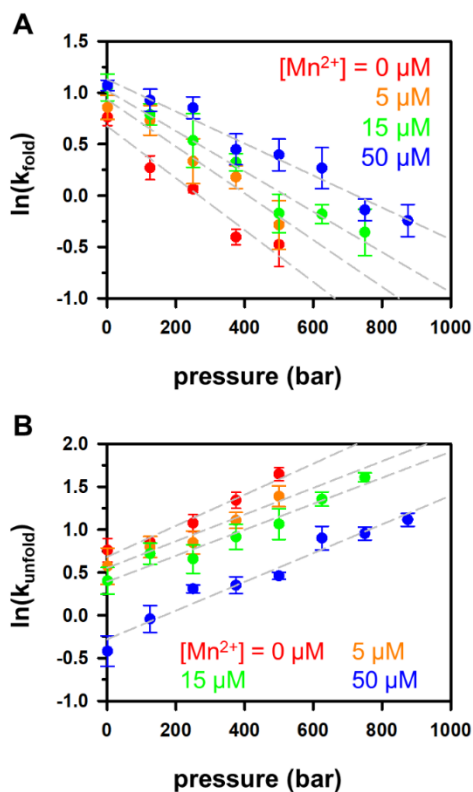 A
1.5
1.0
0.5
0.0
-0.5
-1.0
ln(k_fold)
[Mn²⁺] = 0 µM
5 µM
15 µM
50 µM
0 200 400 600 800 1000
pressure (bar)
B
2.0
1.5
1.0
0.5
0.0
-0.5
-1.0
ln(k_unfold)
[Mn²⁺] = 0 µM 5 µM
15 µM 50 µM
0 200 400 600 800 1000
pressure (bar)